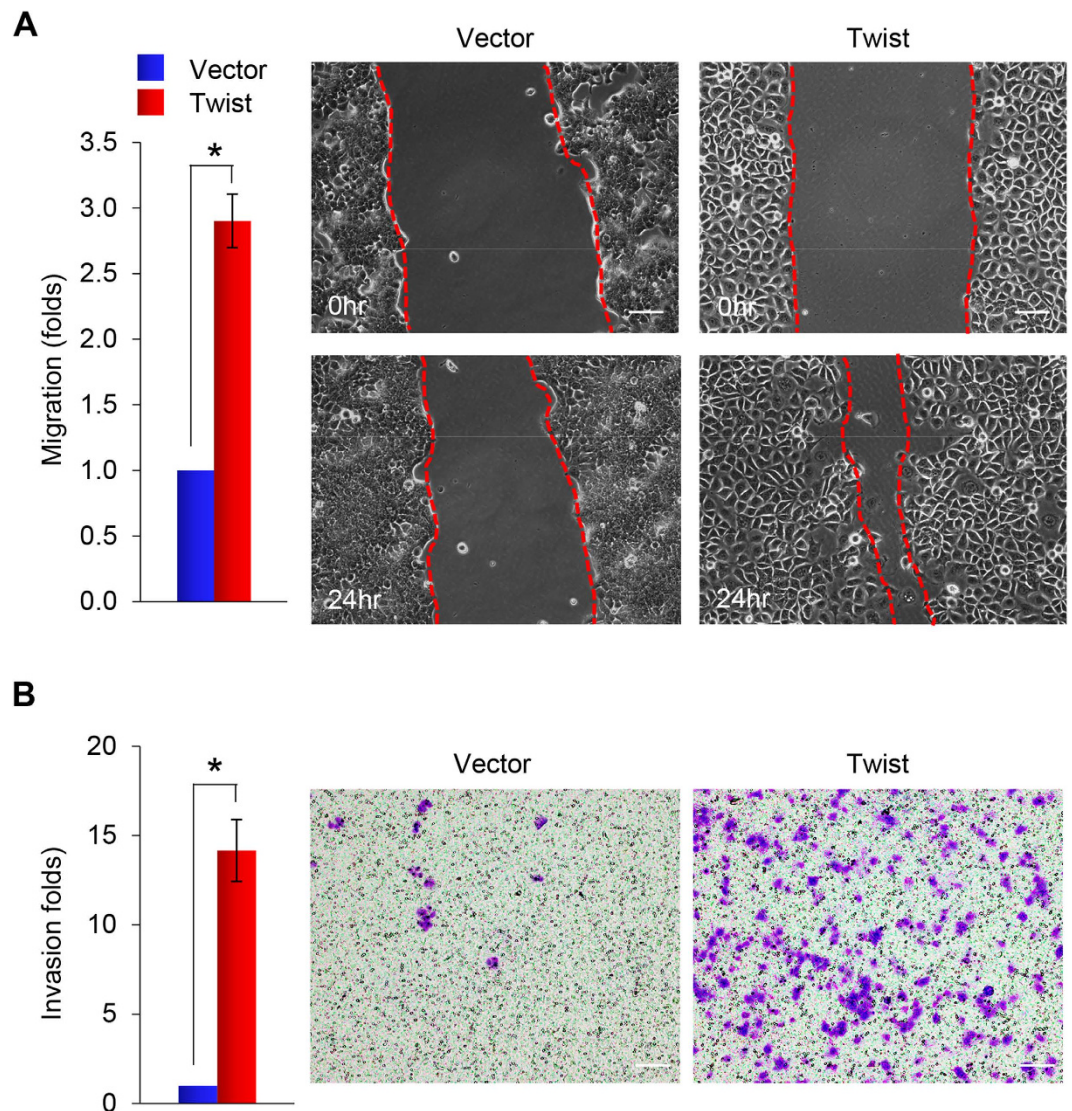 A
Vector
Twist
Vector
Twist
3.5
3.0
2.5
2.0
1.5
1.0
0.5
0.0
Migration (folds)
*
0hr
0hr
24hr
24hr
B
20
15
10
5
0
Invasion folds)
*
Vector
Twist